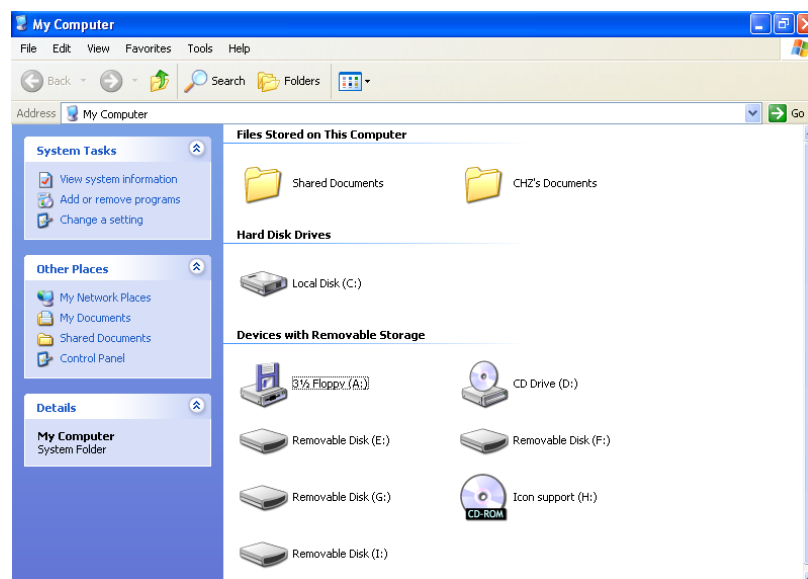 My Computer
File Edit View Favorites Tools Help
Back Search Folders
Address My Computer Go
Files Stored on This Computer
System Tasks
View system information
Add or remove programs
Change a setting
Shared Documents CHZ's Documents
Hard Disk Drives
Other Places
My Network Places
My Documents
Shared Documents
Control Panel
Local Disk (C:)
Devices with Removable Storage
3½ Floppy (A:) CD Drive (D:)
Details
My Computer
System Folder
Removable Disk (E:) Removable Disk (F:)
Removable Disk (G:) CD-ROM Icon support (H:)
Removable Disk (I:)